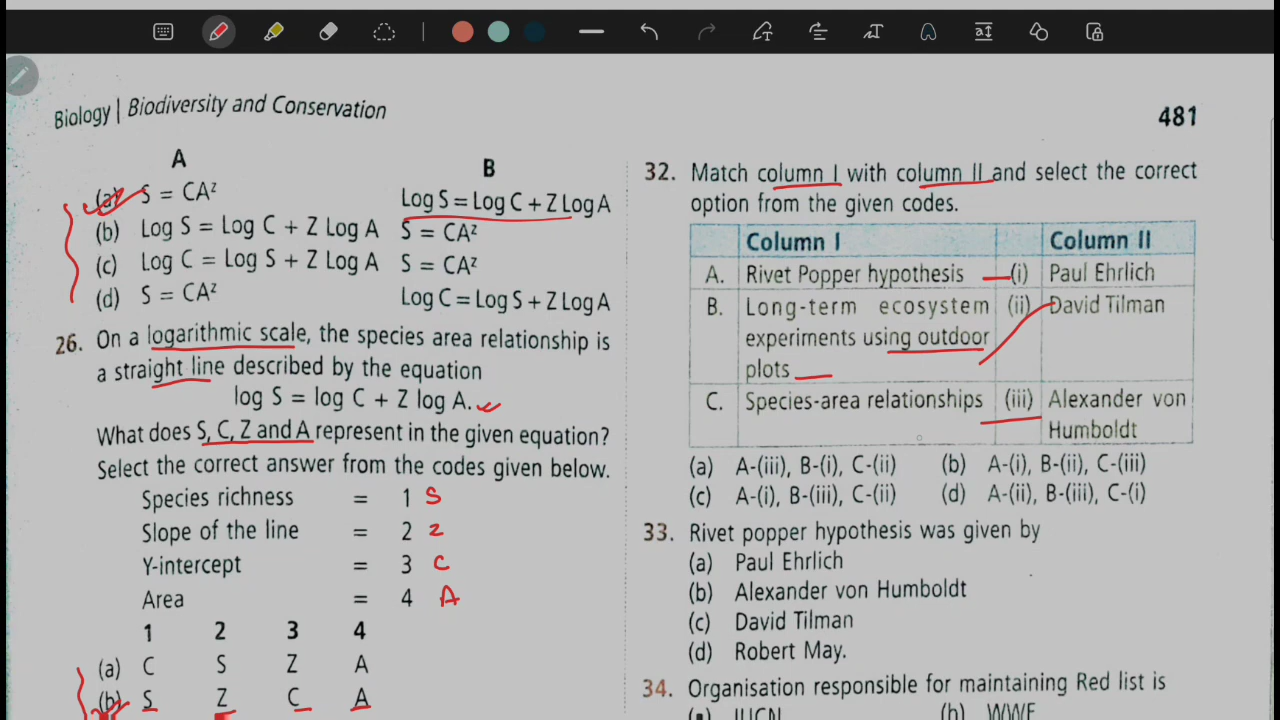 Biology | Biodiversity and Conservation
481
A
B
(a) S = CAᶻ Log S = Log C + Z Log A
(b) Log S = Log C + Z Log A S = CAᶻ
(c) Log C = Log S + Z Log A S = CAᶻ
(d) S = CAᶻ Log C = Log S + Z Log A
26. On a logarithmic scale, the species area relationship is
a straight line described by the equation
log S = log C + Z log A.
What does S, C, Z and A represent in the given equation?
Select the correct answer from the codes given below.
Species richness = 1 S
Slope of the line = 2 z
Y-intercept = 3 C
Area = 4 A
1 2 3 4
(a) C S Z A
(b) S Z C A
32. Match column I with column II and select the correct
option from the given codes.
Column I Column II
A. Rivet Popper hypothesis (i) Paul Ehrlich
B. Long-term ecosystem (ii) David Tilman
experiments using outdoor
plots
C. Species-area relationships (iii) Alexander von
Humboldt
(a) A-(iii), B-(i), C-(ii) (b) A-(i), B-(ii), C-(iii)
(c) A-(i), B-(iii), C-(ii) (d) A-(ii), B-(iii), C-(i)
33. Rivet popper hypothesis was given by
(a) Paul Ehrlich
(b) Alexander von Humboldt
(c) David Tilman
(d) Robert May.
34. Organisation responsible for maintaining Red list is
(a) IUCN (b) WWF